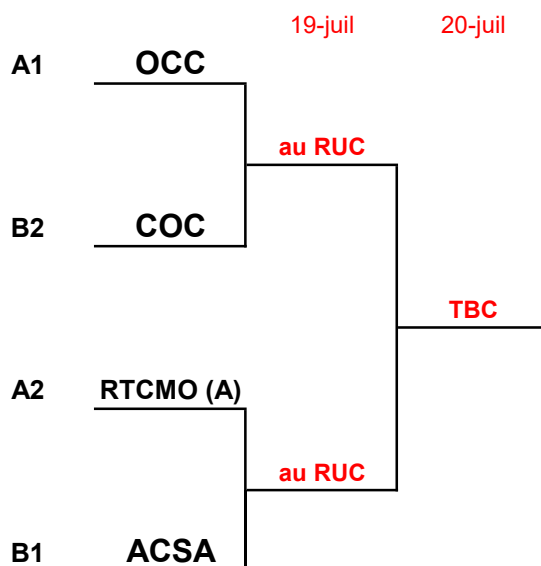 19-juil 20-juil
A1 OCC
au RUC
B2 COC
TBC
A2 RTCMO (A)
au RUC
B1 ACSA